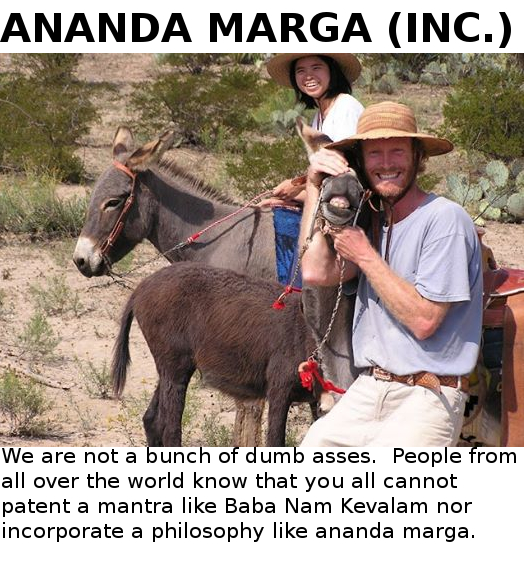 ANANDA MARGA (INC.)
We are not a bunch of dumb asses.  People from
all over the world know that you all cannot
patent a mantra like Baba Nam Kevalam nor
incorporate a philosophy like ananda marga.